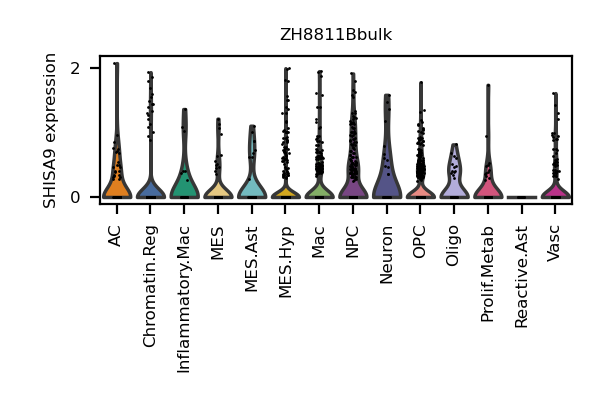 ZH8811Bbulk
SHISA9 expression
2
0
AC
Chromatin.Reg
Inflammatory.Mac
MES
MES.Ast
MES.Hyp
Mac
NPC
Neuron
OPC
Oligo
Prolif.Metab
Reactive.Ast
Vasc